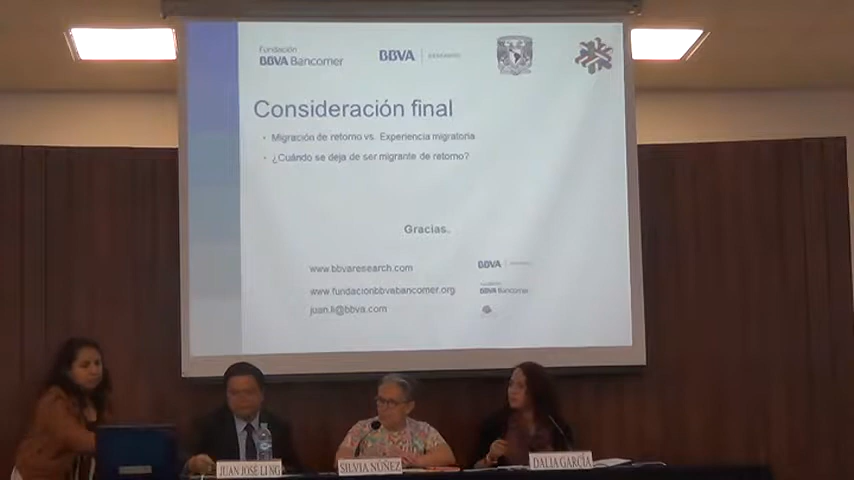 Fundación
BBVA Bancomer
BBVA
Consideración final
• Migración de retorno vs. Experiencia migratoria
• ¿Cuándo se deja de ser migrante de retorno?
Gracias.
www.bbvaresearch.com
BBVA
www.fundacionbbvabancomer.org
BBVA Bancomer
juan.li@bbva.com
JUAN JOSÉ LI NG
SILVIA NÚÑEZ
DALIA GARCÍA